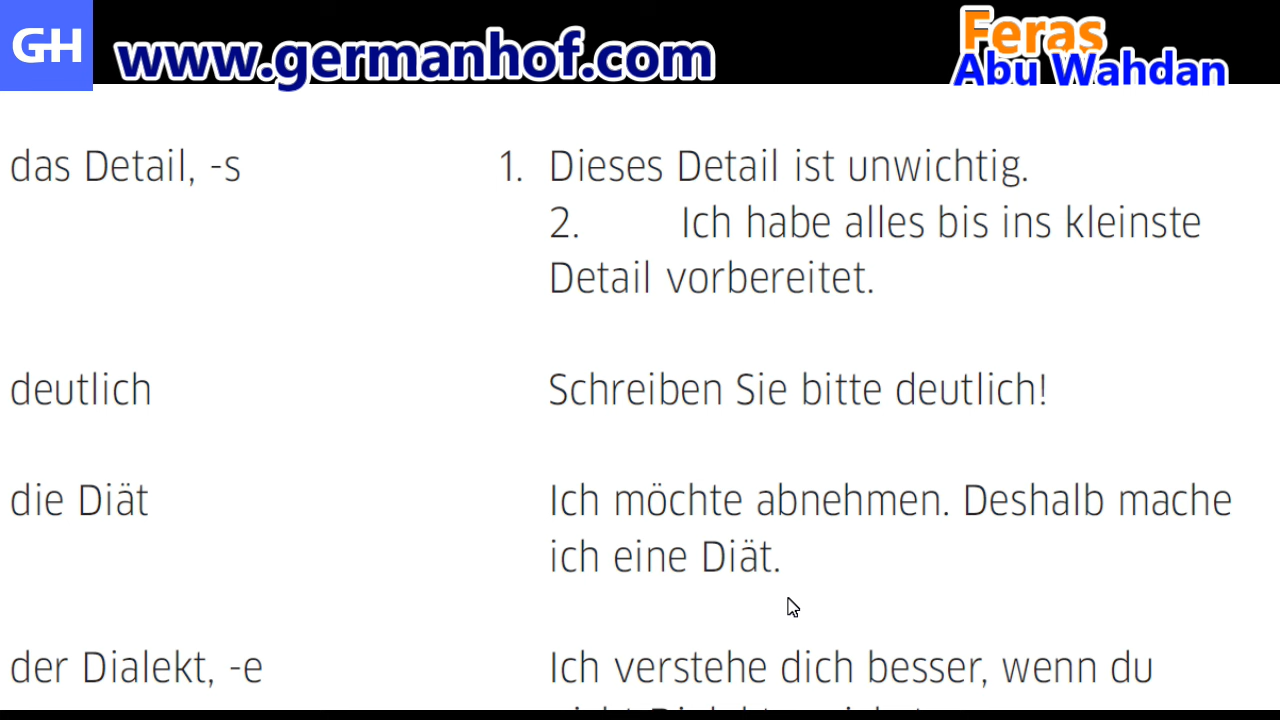 GH
www.germanhof.com
Feras
Abu Wahdan
das Detail, -s
1. Dieses Detail ist unwichtig.
2. Ich habe alles bis ins kleinste
Detail vorbereitet.
deutlich
Schreiben Sie bitte deutlich!
die Diät
Ich möchte abnehmen. Deshalb mache
ich eine Diät.
der Dialekt, -e
Ich verstehe dich besser, wenn du